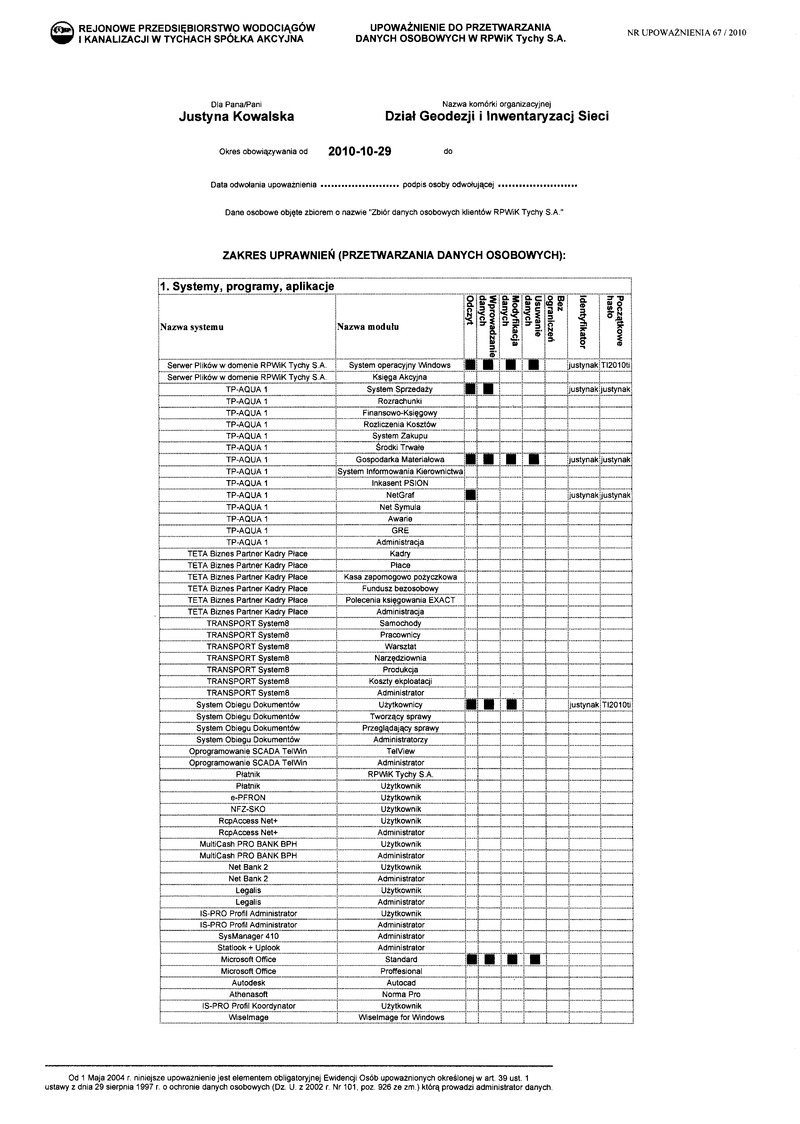 REJONOWE PRZEDSIĘBIORSTWO WODOCIĄGÓW
I KANALIZACJI W TYCHACH SPÓŁKA AKCYJNA
UPOWAŻNIENIE DO PRZETWARZANIA
DANYCH OSOBOWYCH W RPWiK Tychy S.A.
NR UPOWAŻNIENIA 67 / 2010
Dla Pana/Pani
Nazwa komórki organizacyjnej
Justyna Kowalska
Dział Geodezji i Inwentaryzacj Sieci
Okres obowiązywania od 2010-10-29 do
Data odwołania upoważnienia ....................... podpis osoby odwołującej .......................
Dane osobowe objęte zbiorem o nazwie "Zbiór danych osobowych klientów RPWiK Tychy S.A."
ZAKRES UPRAWNIEŃ (PRZETWARZANIA DANYCH OSOBOWYCH):
1. Systemy, programy, aplikacje
Nazwa systemu Nazwa modułu Odczyt Wprowadzanie danych Modyfikacja danych Usuwanie danych Bez ograniczeń Identyfikator Początkowe hasło
Serwer Plików w domenie RPWiK Tychy S.A. System operacyjny Windows ■ ■ ■ ■ justynak TI2010ti
Serwer Plików w domenie RPWiK Tychy S.A. Księga Akcyjna
TP-AQUA 1 System Sprzedaży ■ ■ justynak justynak
TP-AQUA 1 Rozrachunki
TP-AQUA 1 Finansowo-Księgowy
TP-AQUA 1 Rozliczenia Kosztów
TP-AQUA 1 System Zakupu
TP-AQUA 1 Środki Trwałe
TP-AQUA 1 Gospodarka Materiałowa ■ ■ ■ ■ justynak justynak
TP-AQUA 1 System Informowania Kierownictwa
TP-AQUA 1 Inkasent PSION
TP-AQUA 1 NetGraf ■ justynak justynak
TP-AQUA 1 Net Symula
TP-AQUA 1 Awarie
TP-AQUA 1 GRE
TP-AQUA 1 Administracja
TETA Biznes Partner Kadry Płace Kadry
TETA Biznes Partner Kadry Płace Płace
TETA Biznes Partner Kadry Płace Kasa zapomogowo pożyczkowa
TETA Biznes Partner Kadry Płace Fundusz bezosobowy
TETA Biznes Partner Kadry Płace Polecenia księgowania EXACT
TETA Biznes Partner Kadry Płace Administracja
TRANSPORT System8 Samochody
TRANSPORT System8 Pracownicy
TRANSPORT System8 Warsztat
TRANSPORT System8 Narzędziownia
TRANSPORT System8 Produkcja
TRANSPORT System8 Koszty ekploatacji
TRANSPORT System8 Administrator
System Obiegu Dokumentów Użytkownicy ■ ■ ■ justynak TI2010ti
System Obiegu Dokumentów Tworzący sprawy
System Obiegu Dokumentów Przeglądający sprawy
System Obiegu Dokumentów Administratorzy
Oprogramowanie SCADA TelWin TelView
Oprogramowanie SCADA TelWin Administrator
Płatnik RPWiK Tychy S.A.
Płatnik Użytkownik
e-PFRON Użytkownik
NFZ-SKO Użytkownik
RcpAccess Net+ Użytkownik
RcpAccess Net+ Administrator
MultiCash PRO BANK BPH Użytkownik
MultiCash PRO BANK BPH Administrator
Net Bank 2 Użytkownik
Net Bank 2 Administrator
Legalis Użytkownik
Legalis Administrator
IS-PRO Profil Administrator Użytkownik
IS-PRO Profil Administrator Administrator
SysManager 410 Administrator
Statlook + Uplook Administrator
Microsoft Office Standard ■ ■ ■ ■
Microsoft Office Proffesional
Autodesk Autocad
Athenasoft Norma Pro
IS-PRO Profil Koordynator Użytkownik
WiseImage WiseImage for Windows
Od 1 Maja 2004 r. niniejsze upoważnienie jest elementem obligatoryjnej Ewidencji Osób upoważnionych określonej w art. 39 ust. 1
ustawy z dnia 29 sierpnia 1997 r. o ochronie danych osobowych (Dz. U. z 2002 r. Nr 101, poz. 926 ze zm.) którą prowadzi administrator danych.